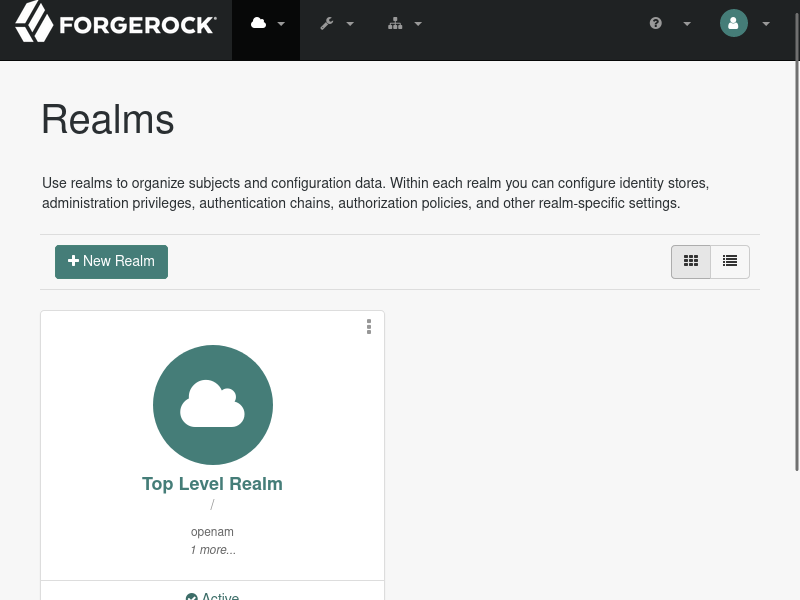 FORGEROCK
Realms
Use realms to organize subjects and configuration data. Within each realm you can configure identity stores,
administration privileges, authentication chains, authorization policies, and other realm-specific settings.
New Realm
Top Level Realm
/
openam
1 more...
Active